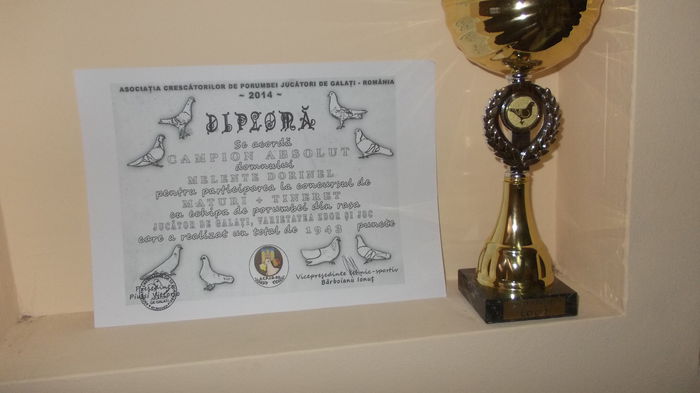 ASOCIAȚIA CRESCĂTORILOR DE PORUMBEI JUCĂTORI DE GALAȚI - ROMÂNIA
~ 2014 ~
DIPLOMĂ
Se acordă
CAMPION ABSOLUT
domnului
MELENTE DORINEL
pentru participarea la concursul de
MATURI + TINERET
cu echipa de porumbei din rasa
JUCĂTOR DE GALAȚI, VARIETATEA ZBOR ȘI JOC
care a realizat un total de 1943 puncte
Președinte
Vicepreședinte tehnic-sportiv
Bărboianu Ionuț